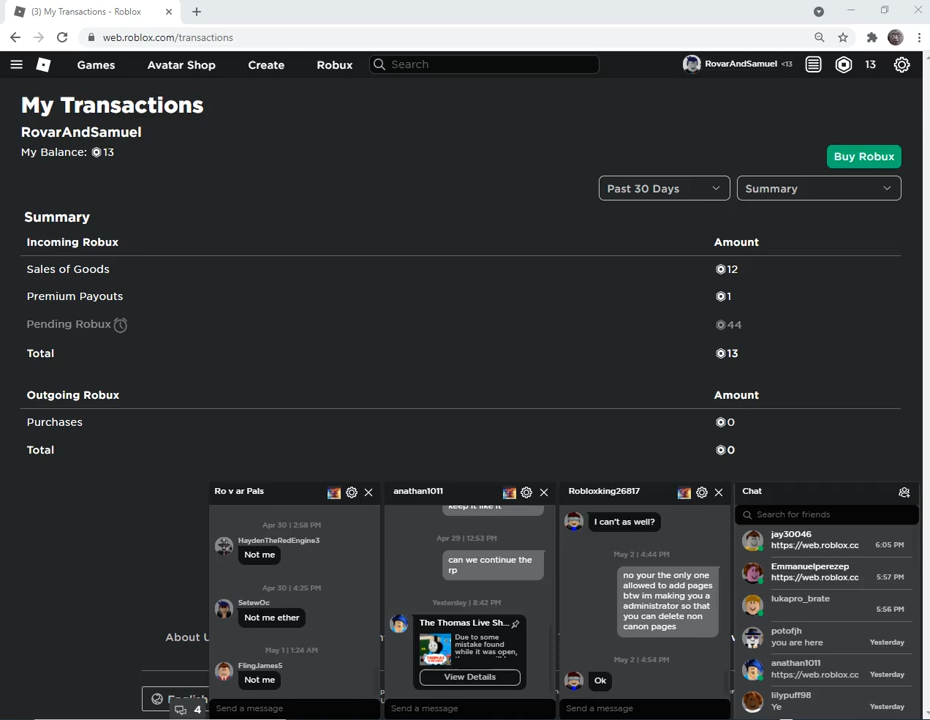 (3) My Transactions - Roblox
web.roblox.com/transactions
Games
Avatar Shop
Create
Robux
Search
RovarAndSamuel <13
13
My Transactions
RovarAndSamuel
My Balance: 13
Buy Robux
Past 30 Days
Summary
Summary
Incoming Robux Amount
Sales of Goods 12
Premium Payouts 1
Pending Robux 44
Total 13
Outgoing Robux Amount
Purchases 0
Total 0
About U
English
4
Ro v ar Pals
Apr 30 | 2:58 PM
HaydenTheRedEngine3
Not me
Apr 30 | 4:25 PM
SetewOc
Not me ether
May 1 | 1:24 AM
FlingJames5
Not me
Send a message
anathan1011
keep it like it
Apr 29 | 12:53 PM
can we continue the
rp
Yesterday | 8:42 PM
The Thomas Live Sh...
Due to some
mistake found
while it was open,
View Details
Send a message
Robloxking26817
I can't as well?
May 2 | 4:44 PM
no your the only one
allowed to add pages
btw im making you a
administrator so that
you can delete non
canon pages
May 2 | 4:54 PM
Ok
Send a message
Chat
Search for friends
jay30046
https://web.roblox.cc 6:05 PM
Emmanuelperezep
https://web.roblox.cc 5:57 PM
lukapro_brate
5:56 PM
potofjh
you are here Yesterday
anathan1011
https://web.roblox.cc Yesterday
lilypuff98
Ye Yesterday